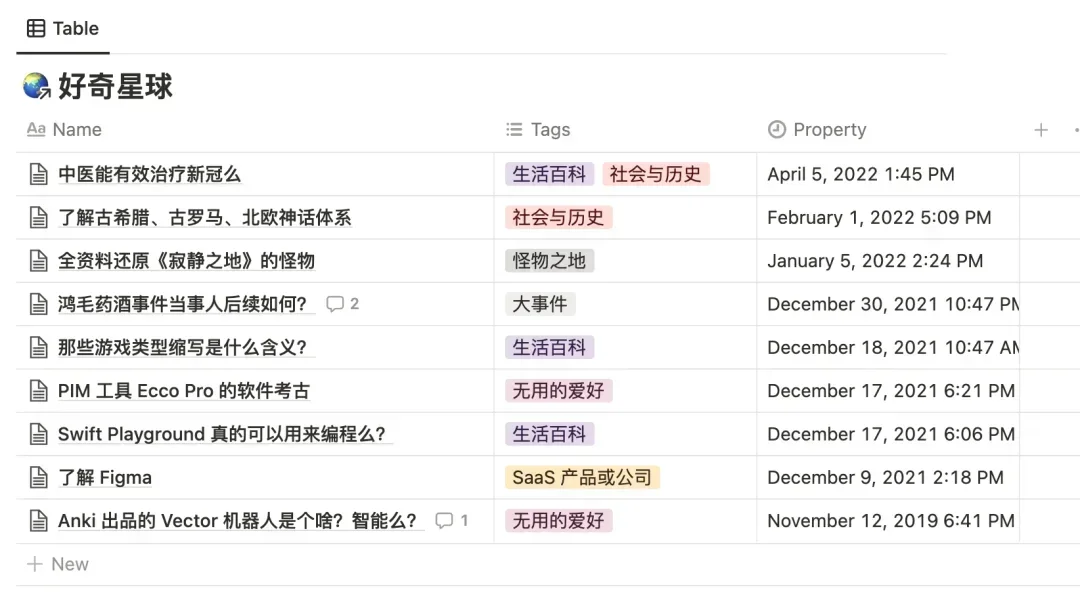 Table
好奇星球
Aa Name Tags Property
中医能有效治疗新冠么 生活百科 社会与历史 April 5, 2022 1:45 PM
了解古希腊、古罗马、北欧神话体系 社会与历史 February 1, 2022 5:09 PM
全资料还原《寂静之地》的怪物 怪物之地 January 5, 2022 2:24 PM
鸿毛药酒事件当事人后续如何？ 2 大事件 December 30, 2021 10:47 PM
那些游戏类型缩写是什么含义？ 生活百科 December 18, 2021 10:47 AM
PIM 工具 Ecco Pro 的软件考古 无用的爱好 December 17, 2021 6:21 PM
Swift Playground 真的可以用来编程么？ 生活百科 December 17, 2021 6:06 PM
了解 Figma SaaS 产品或公司 December 9, 2021 2:18 PM
Anki 出品的 Vector 机器人是个啥？智能么？ 1 无用的爱好 November 12, 2019 6:41 PM
New